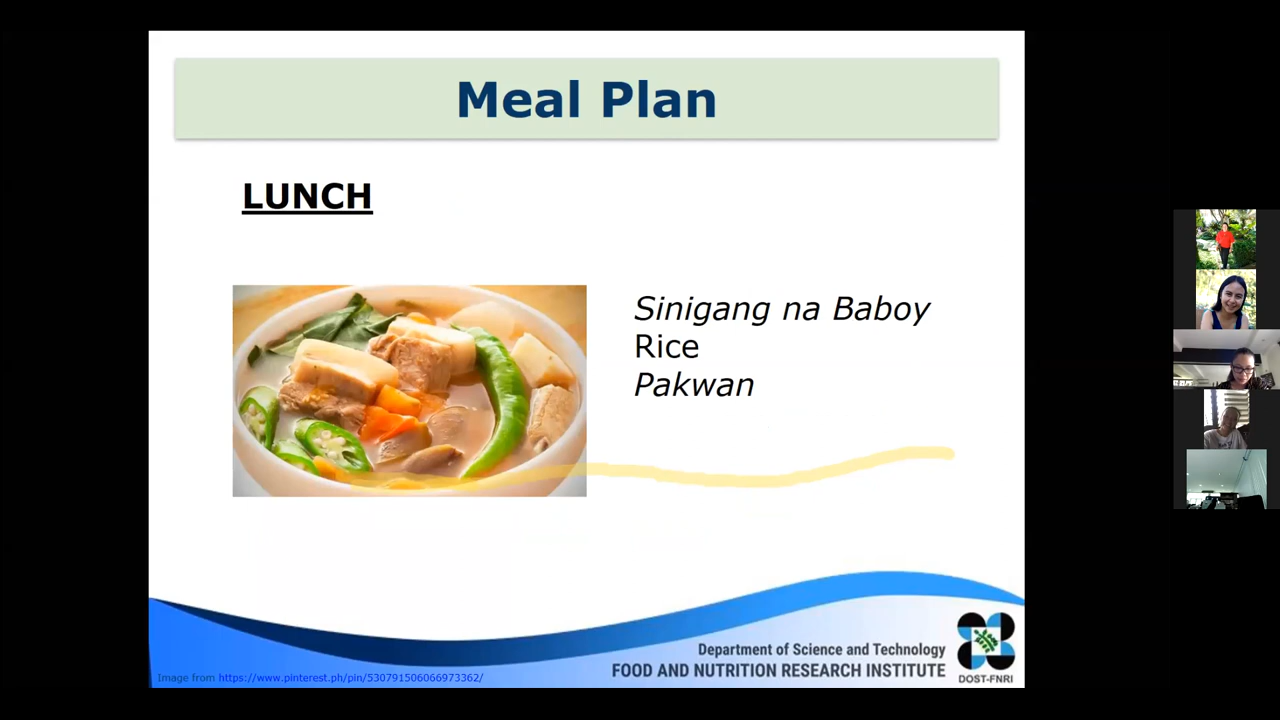 Meal Plan
LUNCH
Sinigang na Baboy
Rice
Pakwan
Department of Science and Technology
FOOD AND NUTRITION RESEARCH INSTITUTE
DOST-FNRI
Image from https://www.pinterest.ph/pin/530791506066973362/